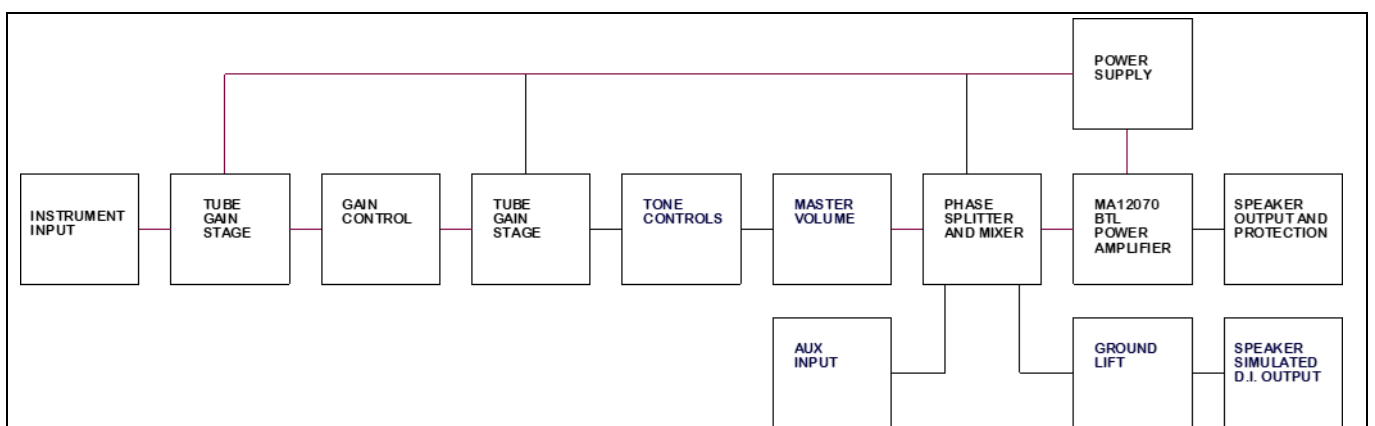 POWER
SUPPLY
INSTRUMENT
INPUT
TUBE
GAIN
STAGE
GAIN
CONTROL
TUBE
GAIN
STAGE
TONE
CONTROLS
MASTER
VOLUME
PHASE
SPLITTER
AND MIXER
MA12070
BTL
POWER
AMPLIFIER
SPEAKER
OUTPUT AND
PROTECTION
AUX
INPUT
GROUND
LIFT
SPEAKER
SIMULATED
D.I. OUTPUT